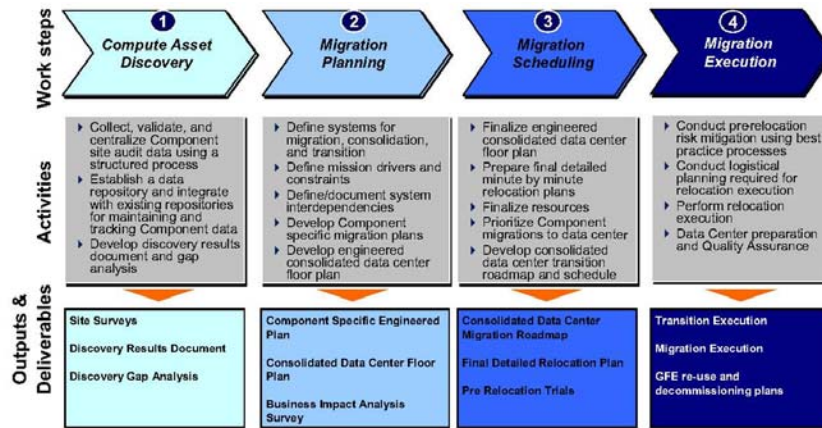 Work steps
1
Compute Asset
Discovery
2
Migration
Planning
3
Migration
Scheduling
4
Migration
Execution
Activities
Collect, validate, and
centralize Component
site audit data using a
structured process
Establish a data
repository and integrate
with existing repositories
for maintaining and
tracking Component data
Develop discovery results
document and gap
analysis
Define systems for
migration, consolidation,
and transition
Define mission drivers and
constraints
Define/document system
interdependencies
Develop Component
specific migration plans
Develop engineered
consolidated data center
floor plan
Finalize engineered
consolidated data center
floor plan
Prepare final detailed
minute by minute
relocation plans
Finalize resources
Prioritize Component
migrations to data center
Develop consolidated
data center transition
roadmap and schedule
Conduct pre-relocation
risk mitigation using best
practice processes
Conduct logistical
planning required for
relocation execution
Perform relocation
execution
Data Center preparation
and Quality Assurance
Outputs &
Deliverables
Site Surveys
Discovery Results Document
Discovery Gap Analysis
Component Specific Engineered
Plan
Consolidated Data Center Floor
Plan
Business Impact Analysis
Survey
Consolidated Data Center
Migration Roadmap
Final Detailed Relocation Plan
Pre Relocation Trials
Transition Execution
Migration Execution
GFE re-use and
decommissioning plans